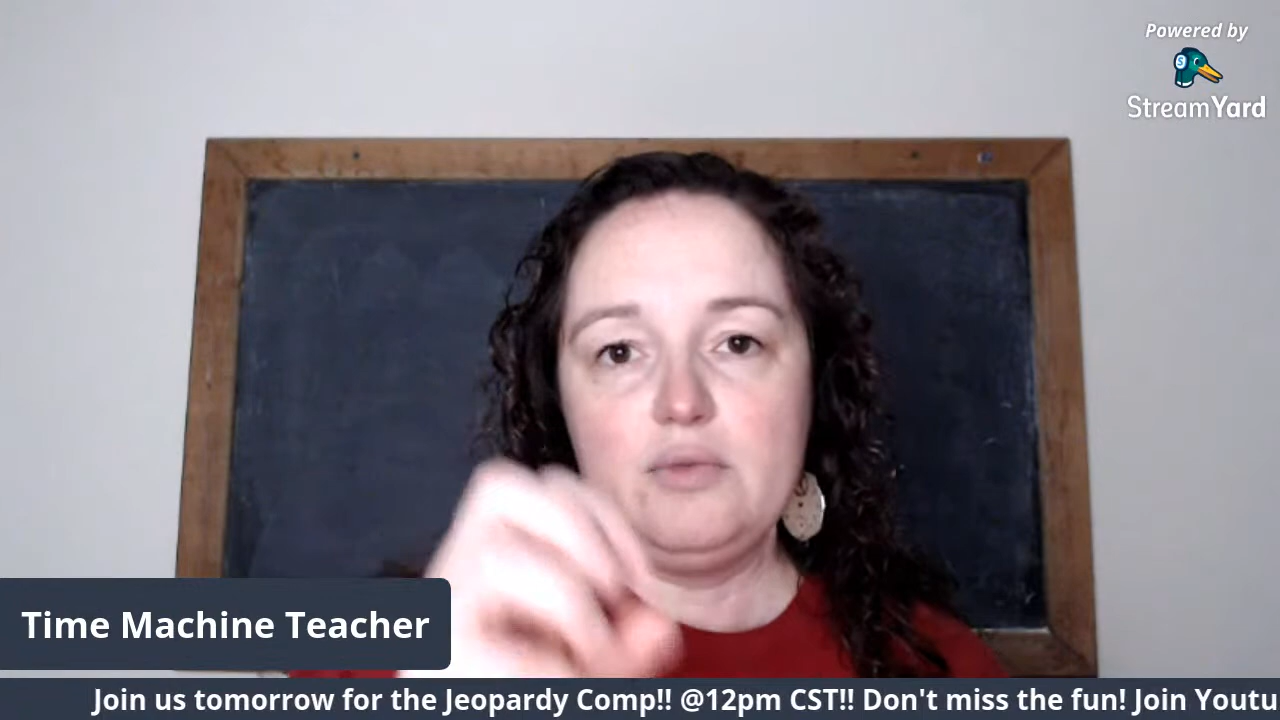 Powered by
S
StreamYard
Time Machine Teacher
Join us tomorrow for the Jeopardy Comp!! @12pm CST!! Don't miss the fun! Join Youtu